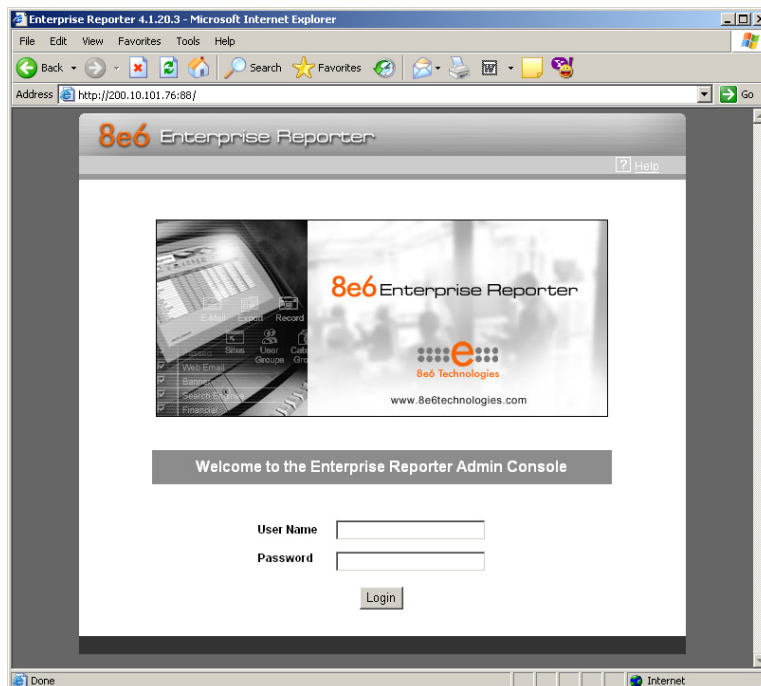 Enterprise Reporter 4.1.20.3 - Microsoft Internet Explorer
File Edit View Favorites Tools Help
Back Search Favorites
Address http://200.10.101.76:88/ Go
8e6 Enterprise Reporter
? Help
8e6 Enterprise Reporter
E-Mail Export Record
Sites User Groups
Web Email
Banner
Search Engines
Financial
e
8e6 Technologies
www.8e6technologies.com
Welcome to the Enterprise Reporter Admin Console
User Name
Password
Login
Done Internet